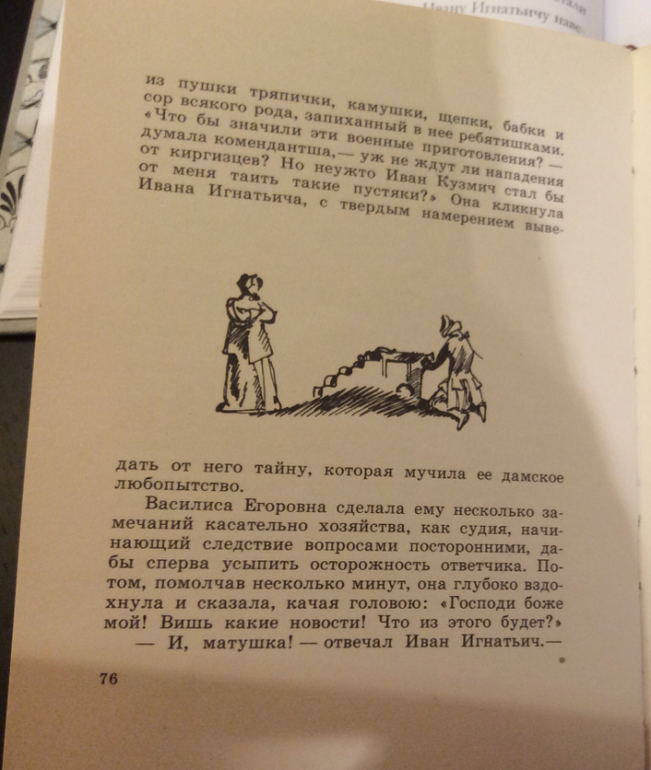 стали
Ивану Игнатьичу наве-
из пушки тряпички, камушки, щепки, бабки и
сор всякого рода, запиханный в нее ребятишками.
«Что бы значили эти военные приготовления? —
думала комендантша,— уж не ждут ли нападения
от киргизцев? Но неужто Иван Кузмич стал бы
от меня таить такие пустяки?» Она кликнула
Ивана Игнатьича, с твердым намерением выве-
дать от него тайну, которая мучила ее дамское
любопытство.
Василиса Егоровна сделала ему несколько за-
мечаний касательно хозяйства, как судия, начи-
нающий следствие вопросами посторонними, да-
бы сперва усыпить осторожность ответчика. По-
том, помолчав несколько минут, она глубоко вздо-
хнула и сказала, качая головою: «Господи боже
мой! Вишь какие новости! Что из этого будет?»
— И, матушка! — отвечал Иван Игнатьич.—
76